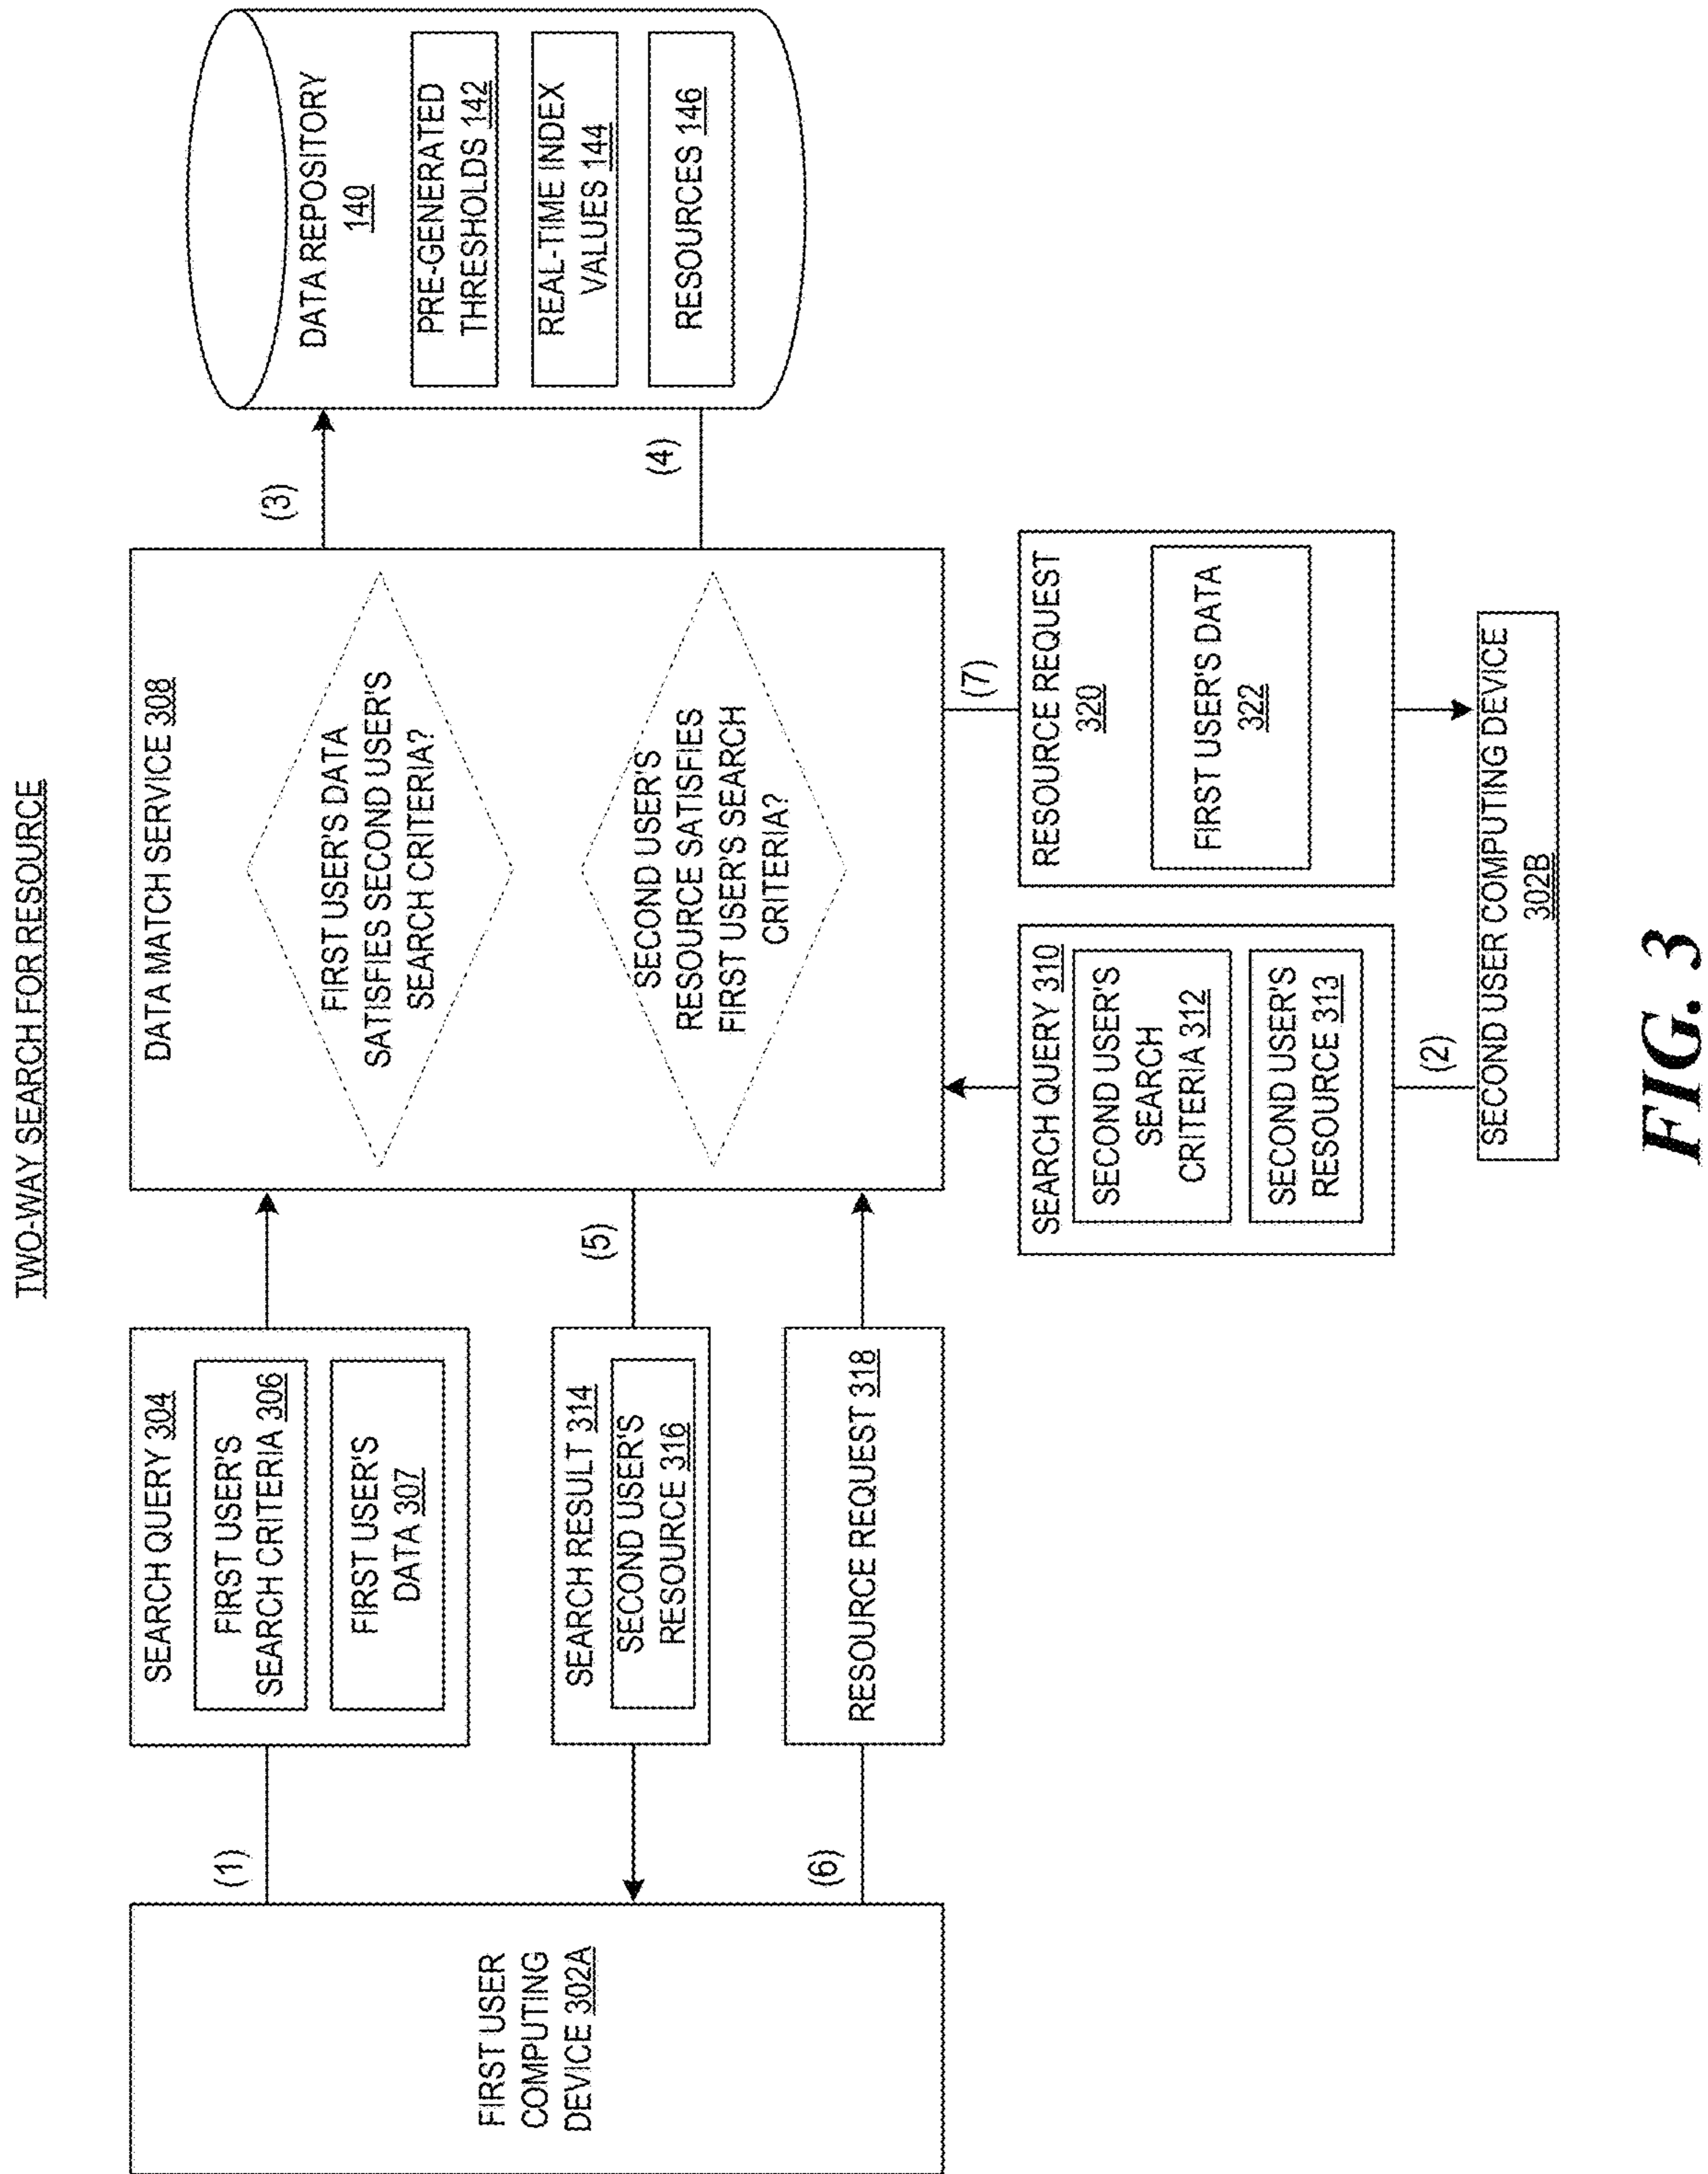 TWO-WAY SEARCH FOR RESOURCE
FIRST USER
COMPUTING
DEVICE 302A
(1)
SEARCH QUERY 304
FIRST USER'S
SEARCH CRITERIA 306
FIRST USER'S
DATA 307
(5)
SEARCH RESULT 314
SECOND USER'S
RESOURCE 316
(6)
RESOURCE REQUEST 318
DATA MATCH SERVICE 308
FIRST USER'S DATA
SATISFIES SECOND USER'S
SEARCH CRITERIA?
SECOND USER'S
RESOURCE SATISFIES
FIRST USER'S SEARCH
CRITERIA?
(3)
(4)
DATA REPOSITORY
140
PRE-GENERATED
THRESHOLDS 142
REAL-TIME INDEX
VALUES 144
RESOURCES 146
SEARCH QUERY 310
SECOND USER'S
SEARCH
CRITERIA 312
SECOND USER'S
RESOURCE 313
(2)
(7)
RESOURCE REQUEST
320
FIRST USER'S DATA
322
SECOND USER COMPUTING DEVICE
302B
FIG. 3